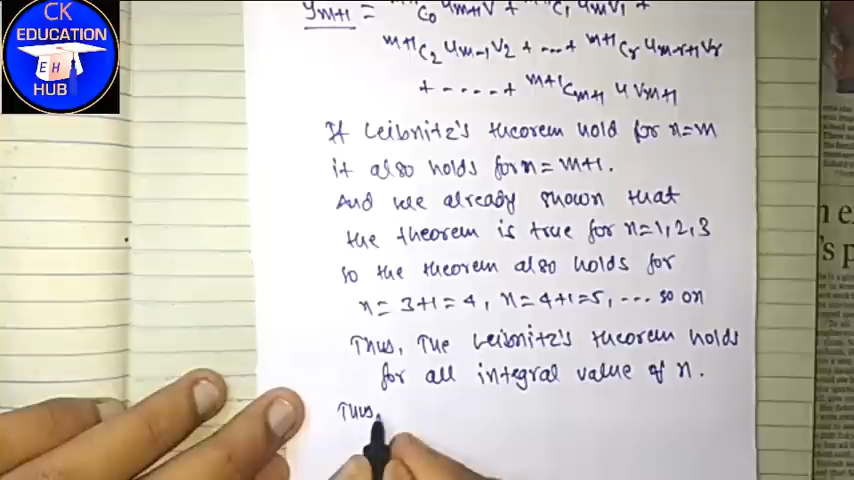 CK
EDUCATION
EH
HUB
y_{m+1} = ^{m+1}C_0 u_{m+1} V + ^{m+1}C_1 u_m V_1 +
^{m+1}C_2 u_{m-1} V_2 + ... + ^{m+1}C_r u_{m-r+1} V_r
+ ----- + ^{m+1}C_{m+1} u V_{m+1}
If Leibnitz's theorem hold for n=m
it also holds for n=m+1.
And we already shown that
the theorem is true for n=1,2,3
so the theorem also holds for
n=3+1=4, n=4+1=5, ... so on
Thus, The Leibnitz's theorem holds
for all integral value of n.
Thus,